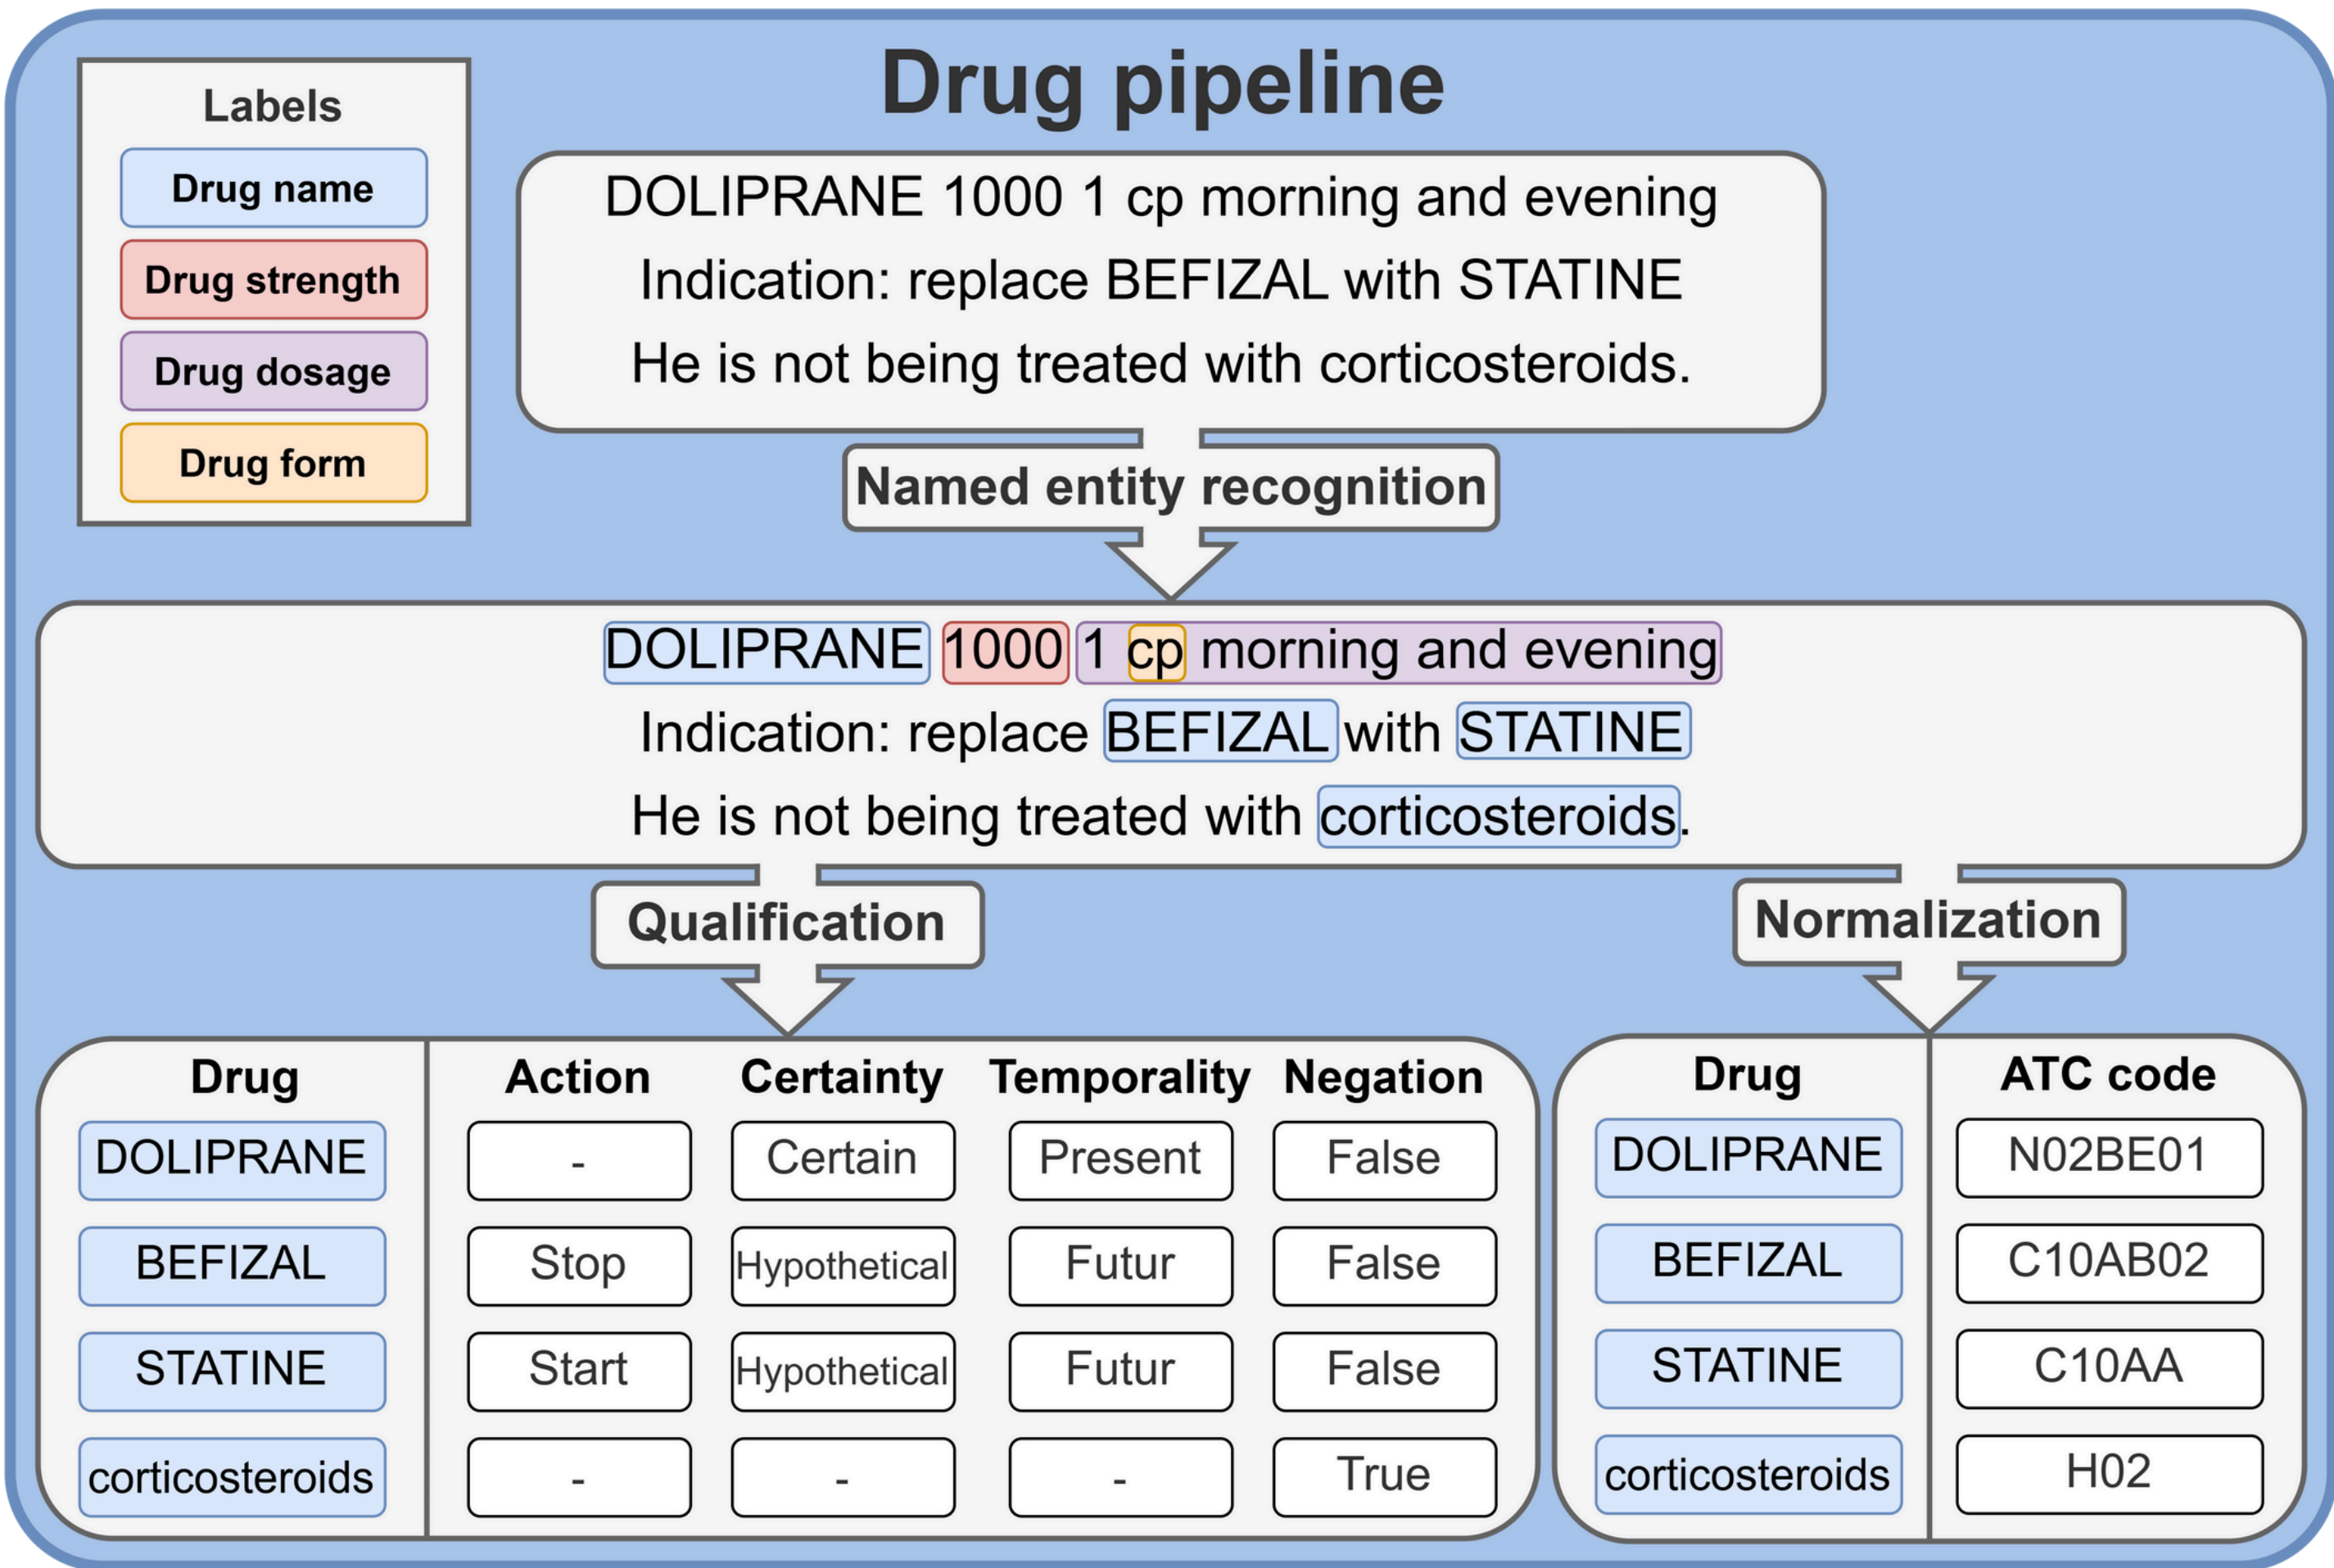 Drug pipeline
Labels
Drug name
Drug strength
Drug dosage
Drug form
DOLIPRANE 1000 1 cp morning and evening
Indication: replace BEFIZAL with STATINE
He is not being treated with corticosteroids.
Named entity recognition
DOLIPRANE 1000 1 cp morning and evening
Indication: replace BEFIZAL with STATINE
He is not being treated with corticosteroids.
Qualification
Normalization
Drug Action Certainty Temporality Negation
DOLIPRANE - Certain Present False
BEFIZAL Stop Hypothetical Futur False
STATINE Start Hypothetical Futur False
corticosteroids - - - True
Drug ATC code
DOLIPRANE N02BE01
BEFIZAL C10AB02
STATINE C10AA
corticosteroids H02